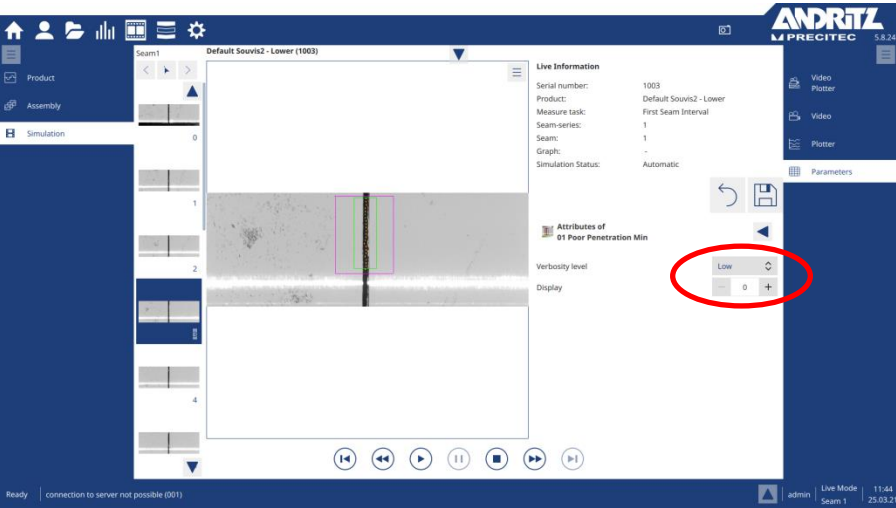 ANDRITZ
PRECITEC
5.8.24
Product
Assembly
Simulation
Seam1
0
1
2
4
Default Souvis2 - Lower (1003)
Live Information
Serial number: 1003
Product: Default Souvis2 - Lower
Measure task: First Seam Interval
Seam-series: 1
Seam: 1
Graph: -
Simulation Status: Automatic
Attributes of
01 Poor Penetration Min
Verbosity level Low
Display − 0 +
Video
Plotter
Video
Plotter
Parameters
Ready connection to server not possible (001)
admin
Live Mode
Seam 1
11:44